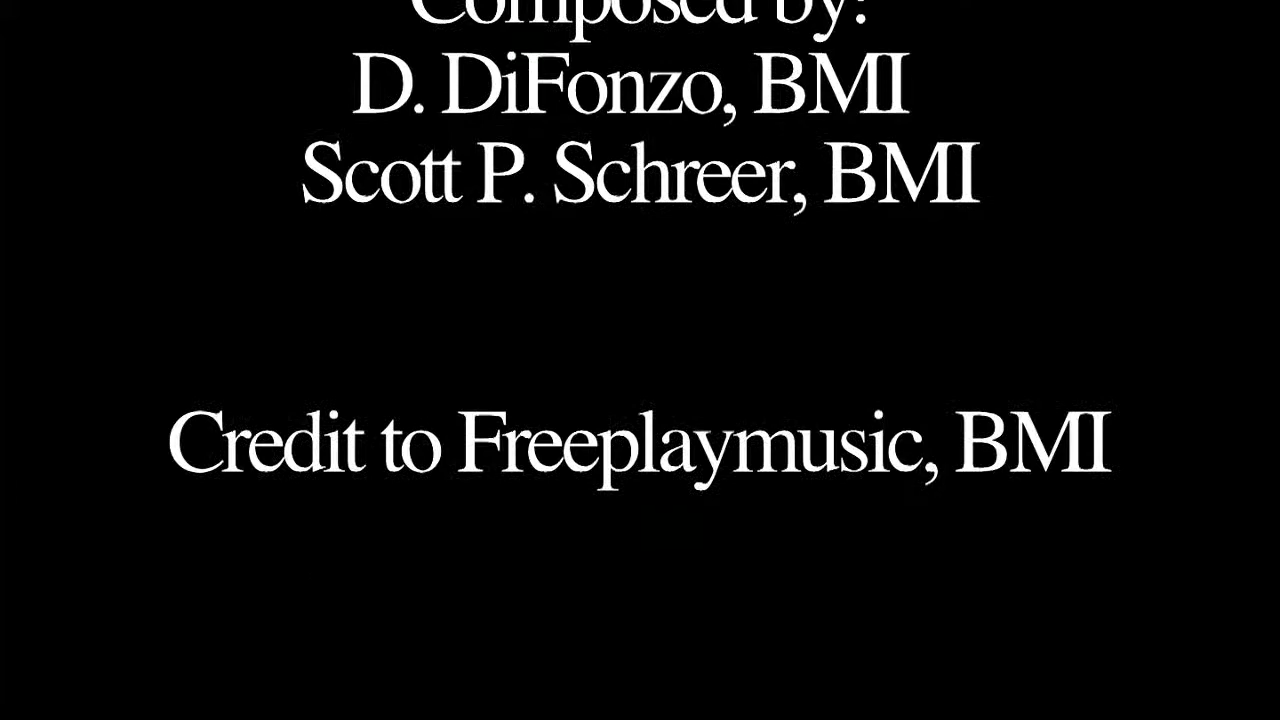 Composed by:
D. DiFonzo, BMI
Scott P. Schreer, BMI
Credit to Freeplaymusic, BMI